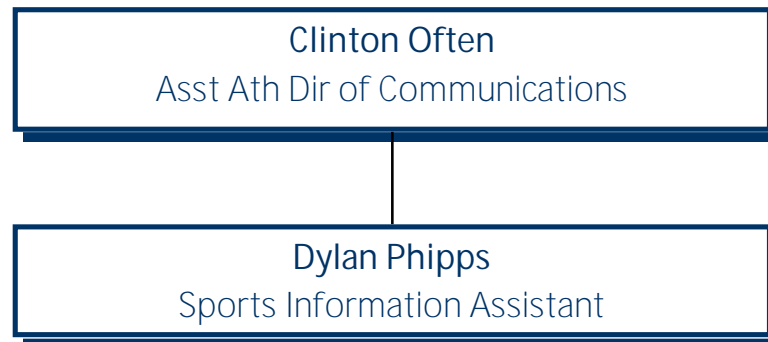 Clinton Often
Asst Ath Dir of Communications
Dylan Phipps
Sports Information Assistant